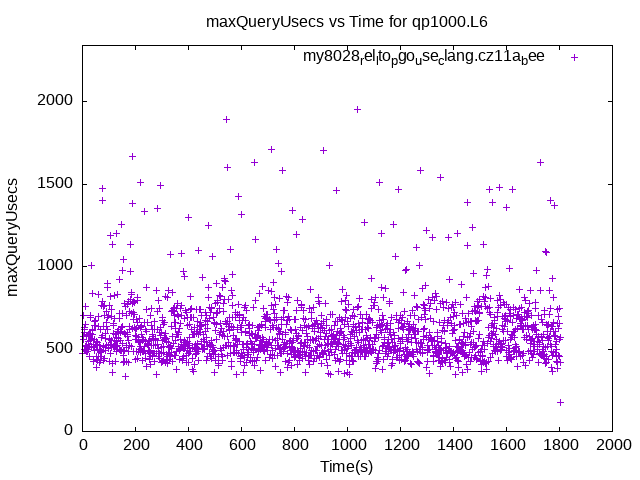 maxQueryUsecs vs Time for qp1000.L6
my8028relltopgouseclang.cz11abee
maxQueryUsecs
2000
1500
1000
500
0
0 200 400 600 800 1000 1200 1400 1600 1800 2000
Time(s)